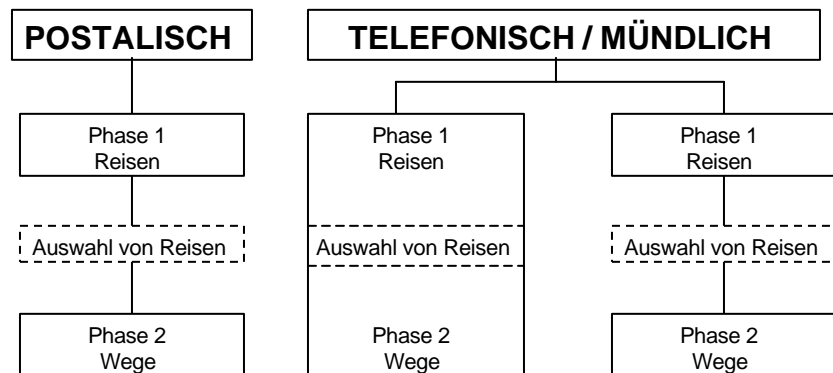 POSTALISCH
TELEFONISCH / MÜNDLICH
Phase 1
Reisen
Phase 1
Reisen
Phase 1
Reisen
Auswahl von Reisen
Auswahl von Reisen
Auswahl von Reisen
Phase 2
Wege
Phase 2
Wege
Phase 2
Wege